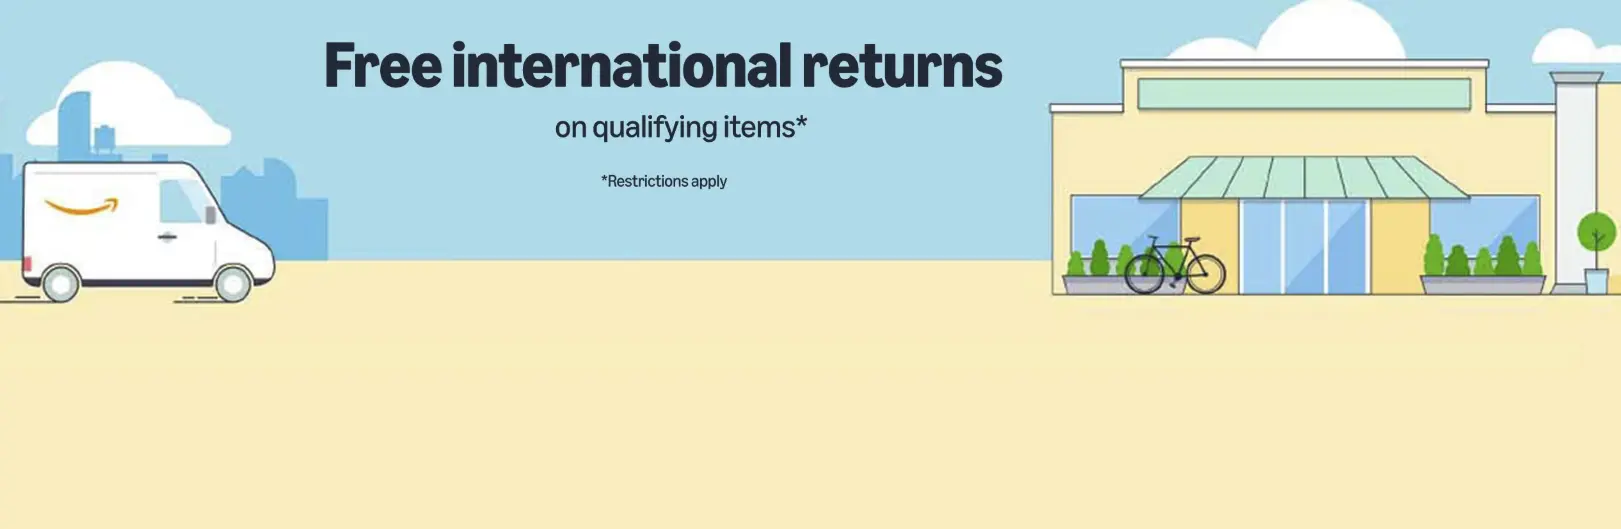 Free international returns
on qualifying items*
*Restrictions apply